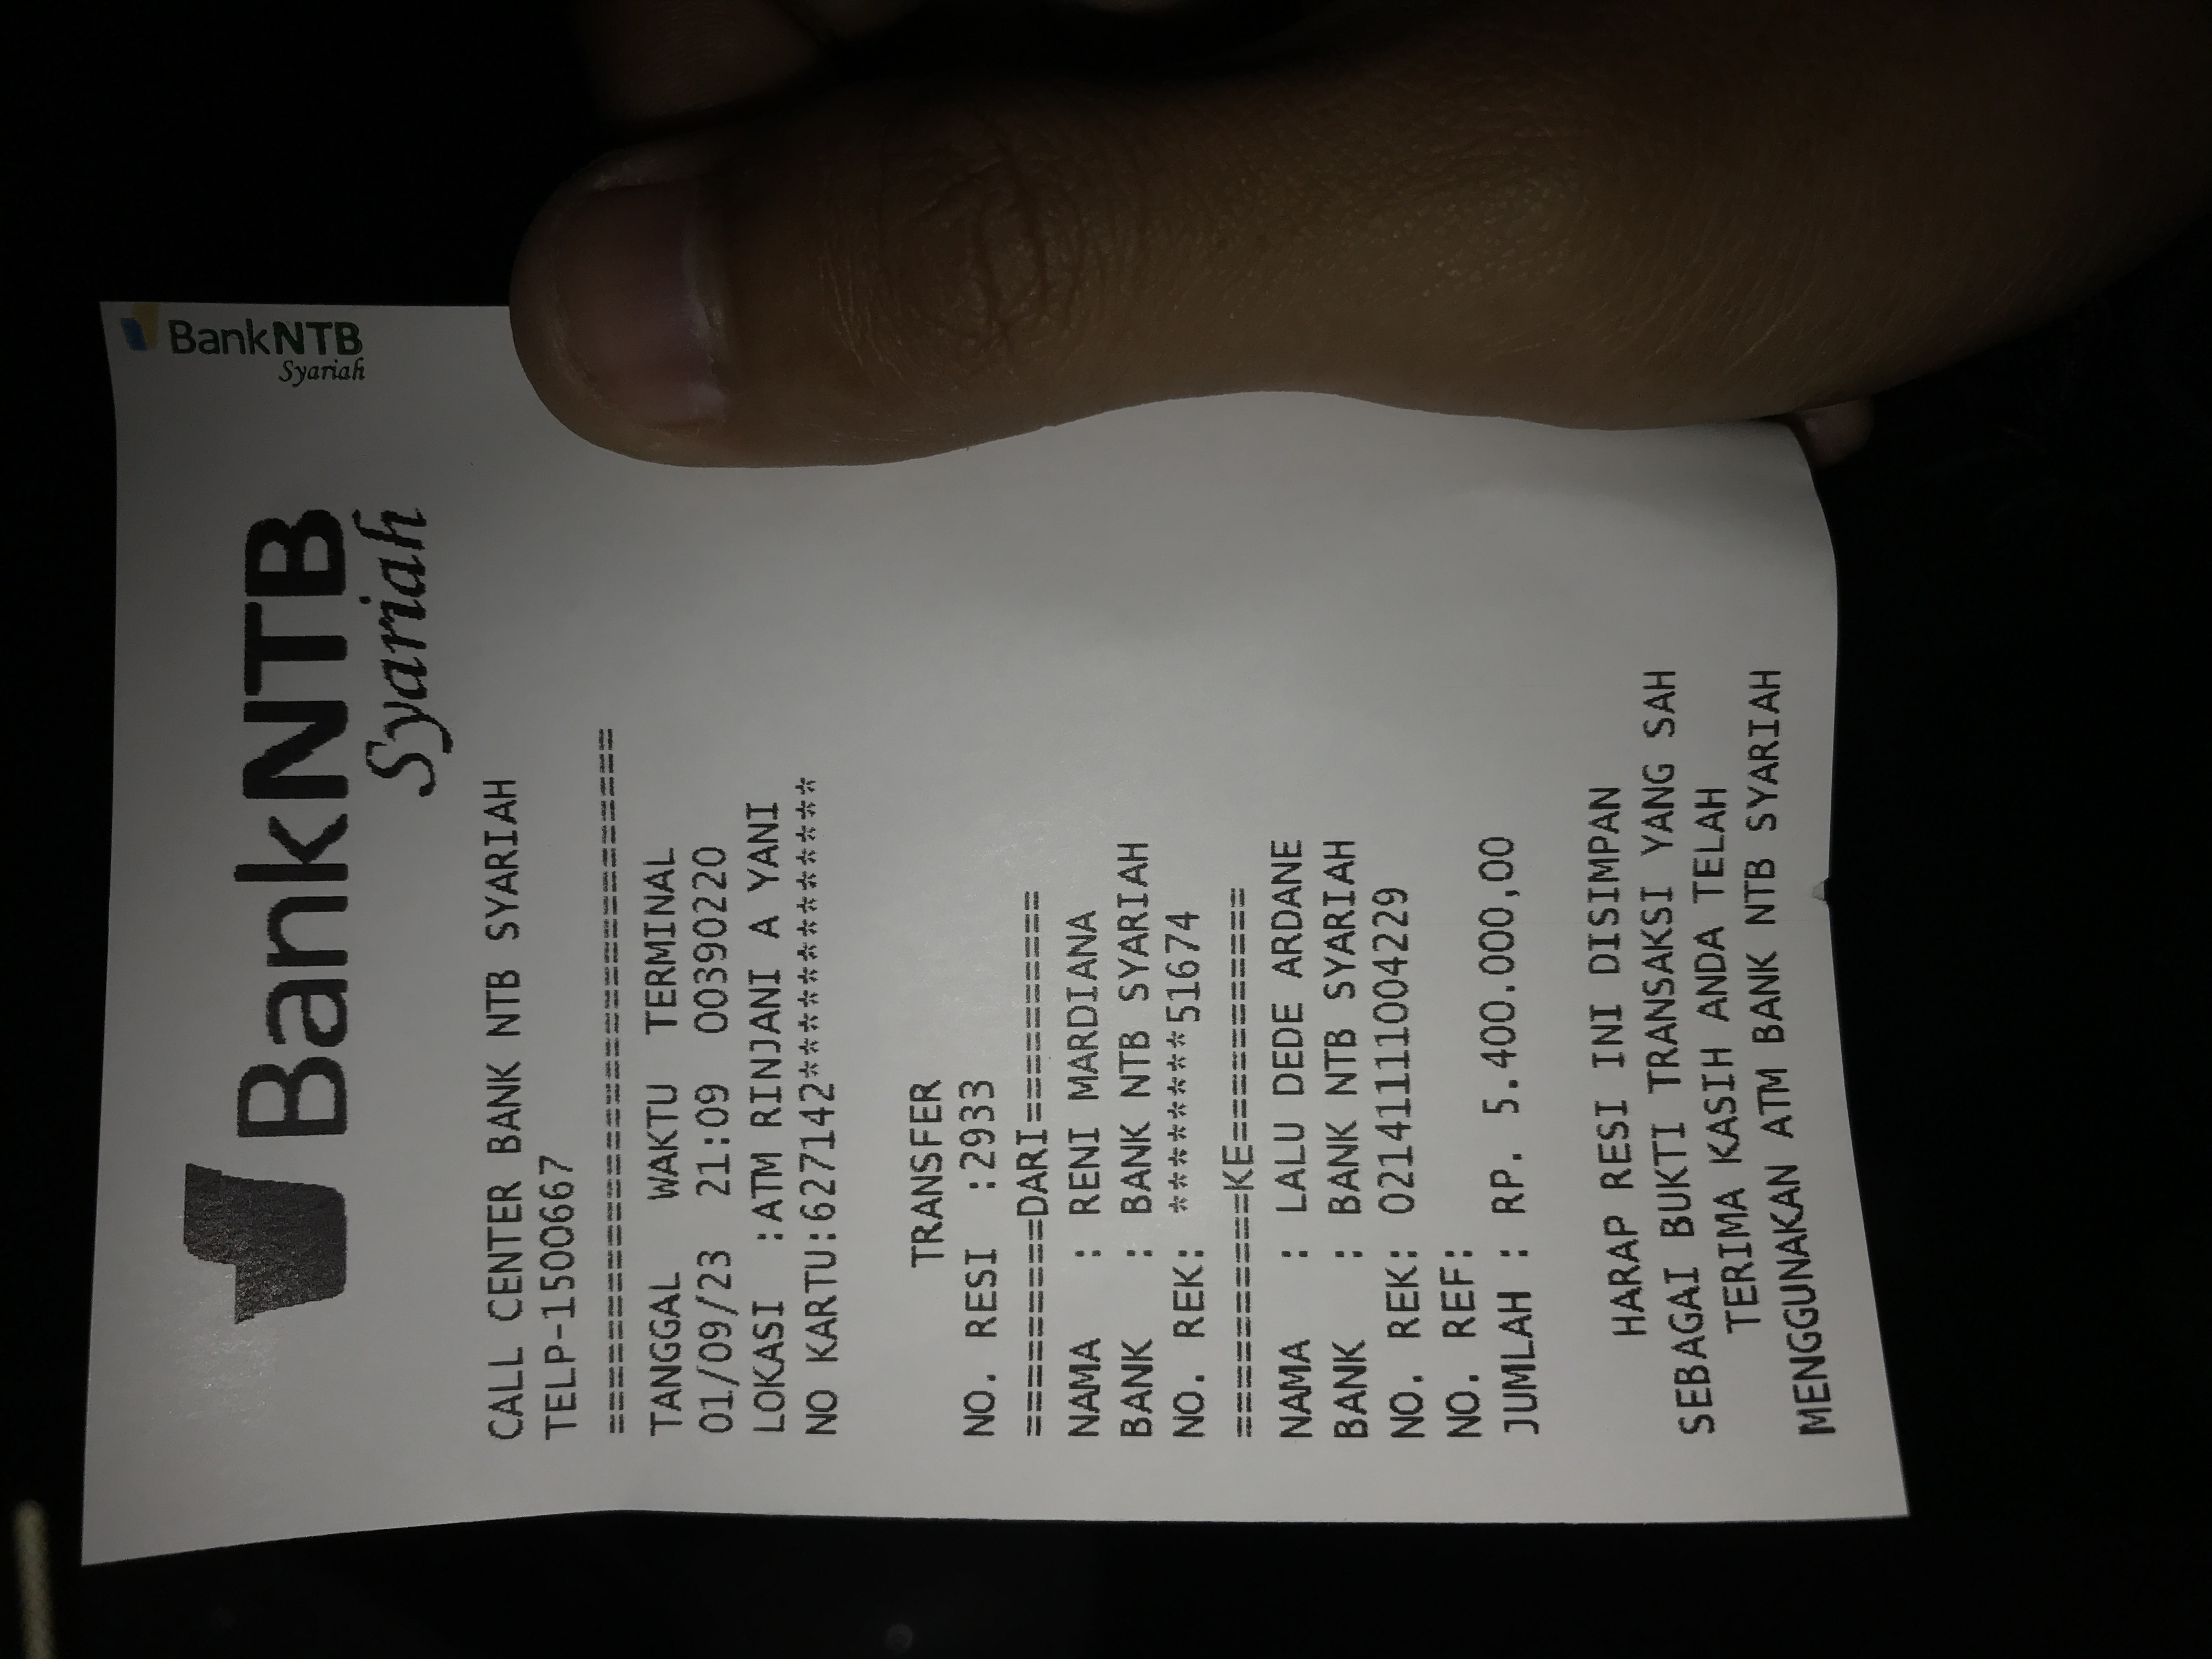 BankNTB
Syariah
BankNTB
Syariah
CALL CENTER BANK NTB SYARIAH
TELP-1500667
==============================
TANGGAL WAKTU TERMINAL
01/09/23 21:09 00390220
LOKASI :ATM RINJANI A YANI
NO KARTU:627142*************
TRANSFER
NO. RESI :2933
=========DARI==========
NAMA : RENI MARDIANA
BANK : BANK NTB SYARIAH
NO. REK: ********51674
==========KE===========
NAMA : LALU DEDE ARDANE
BANK : BANK NTB SYARIAH
NO. REK: 0214111004229
NO. REF:
JUMLAH : RP. 5.400.000,00
HARAP RESI INI DISIMPAN
SEBAGAI BUKTI TRANSAKSI YANG SAH
TERIMA KASIH ANDA TELAH
MENGGUNAKAN ATM BANK NTB SYARIAH